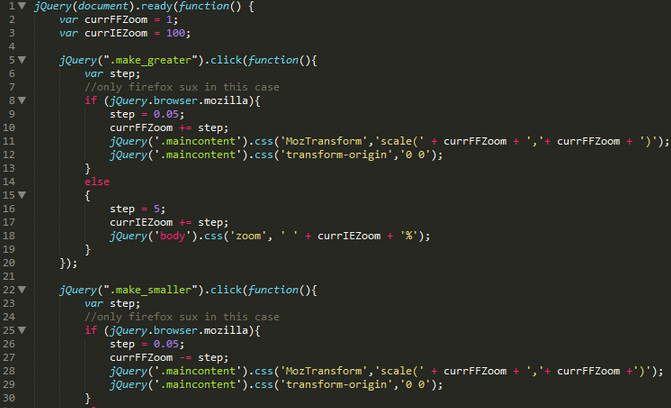 1 jQuery(document).ready(function() {
2 var currFFZoom = 1;
3 var currIEZoom = 100;
4
5 jQuery(".make_greater").click(function(){
6 var step;
7 //only firefox sux in this case
8 if (jQuery.browser.mozilla){
9 step = 0.05;
10 currFFZoom += step;
11 jQuery('.maincontent').css('MozTransform','scale(' + currFFZoom + ','+ currFFZoom + ')');
12 jQuery('.maincontent').css('transform-origin','0 0');
13 }
14 else
15 {
16 step = 5;
17 currIEZoom += step;
18 jQuery('body').css('zoom', ' ' + currIEZoom + '%');
19 }
20 });
21
22 jQuery(".make_smaller").click(function(){
23 var step;
24 //only firefox sux in this case
25 if (jQuery.browser.mozilla){
26 step = 0.05;
27 currFFZoom -= step;
28 jQuery('.maincontent').css('MozTransform','scale(' + currFFZoom + ','+ currFFZoom +')');
29 jQuery('.maincontent').css('transform-origin','0 0');
30 }